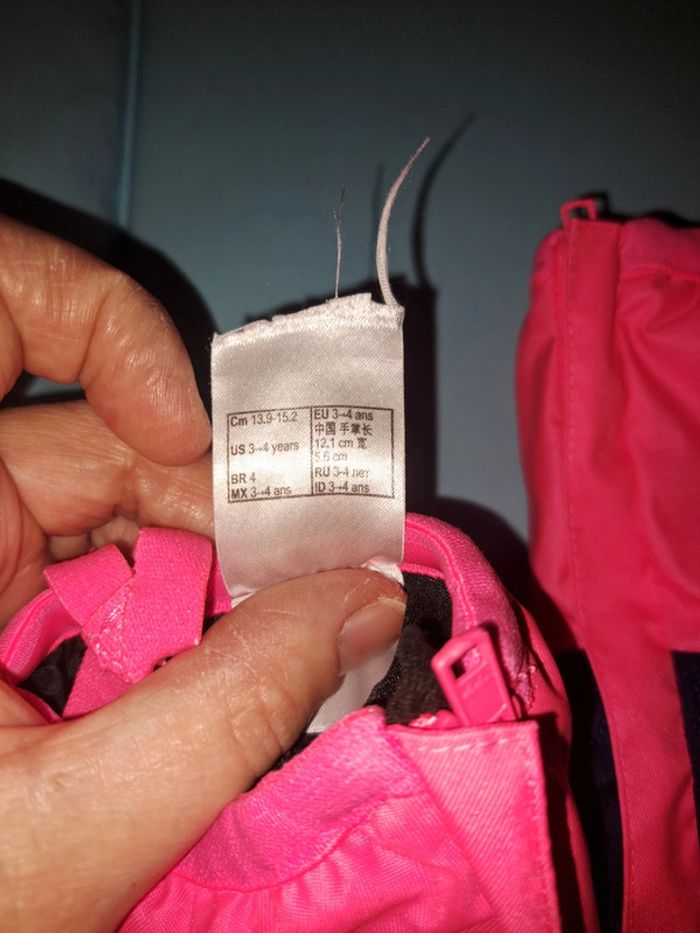 Cm 13.9-15.2
US 3→4 years
BR 4
MX 3→4 ans
EU 3→4 ans
中国 手掌长
12.1 cm 宽
5.6 cm
RU 3-4 лет
ID 3→4 ans